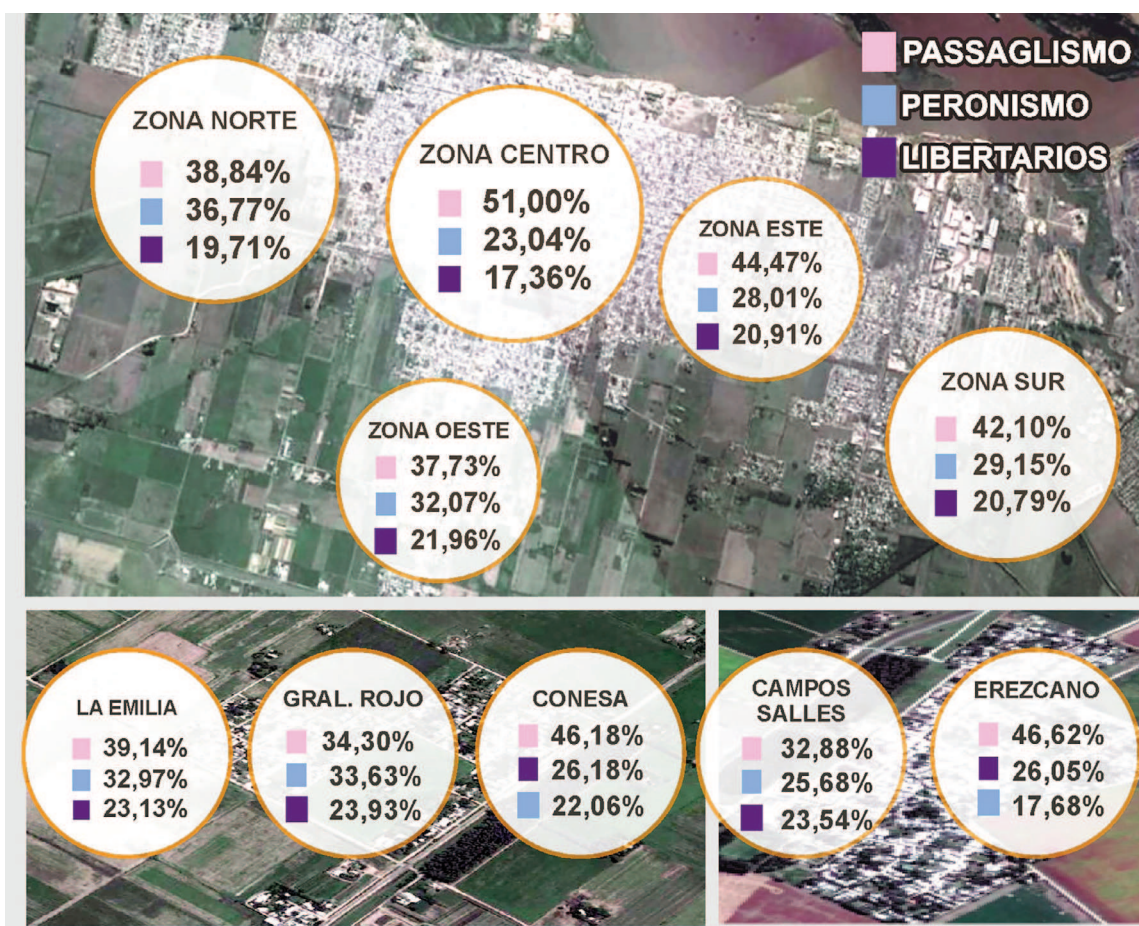 PASSAGLISMO
PERONISMO
LIBERTARIOS
ZONA NORTE
38,84%
36,77%
19,71%
ZONA CENTRO
51,00%
23,04%
17,36%
ZONA ESTE
44,47%
28,01%
20,91%
ZONA SUR
42,10%
29,15%
20,79%
ZONA OESTE
37,73%
32,07%
21,96%
LA EMILIA
39,14%
32,97%
23,13%
GRAL. ROJO
34,30%
33,63%
23,93%
CONESA
46,18%
26,18%
22,06%
CAMPOS
SALLES
32,88%
25,68%
23,54%
EREZCANO
46,62%
26,05%
17,68%